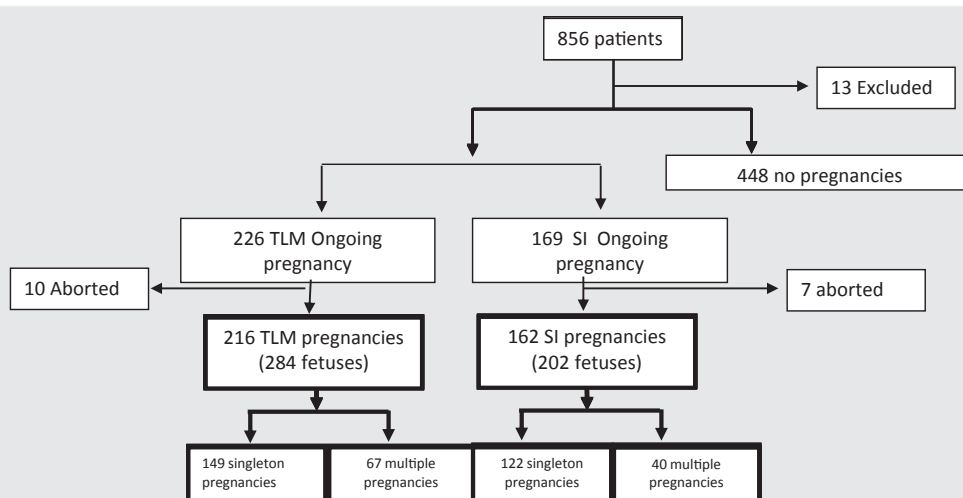 856 patients
13 Excluded
448 no pregnancies
226 TLM Ongoing
pregnancy
169 SI Ongoing
pregnancy
10 Aborted
7 aborted
216 TLM pregnancies
(284 fetuses)
162 SI pregnancies
(202 fetuses)
149 singleton
pregnancies
67 multiple
pregnancies
122 singleton
pregnancies
40 multiple
pregnancies